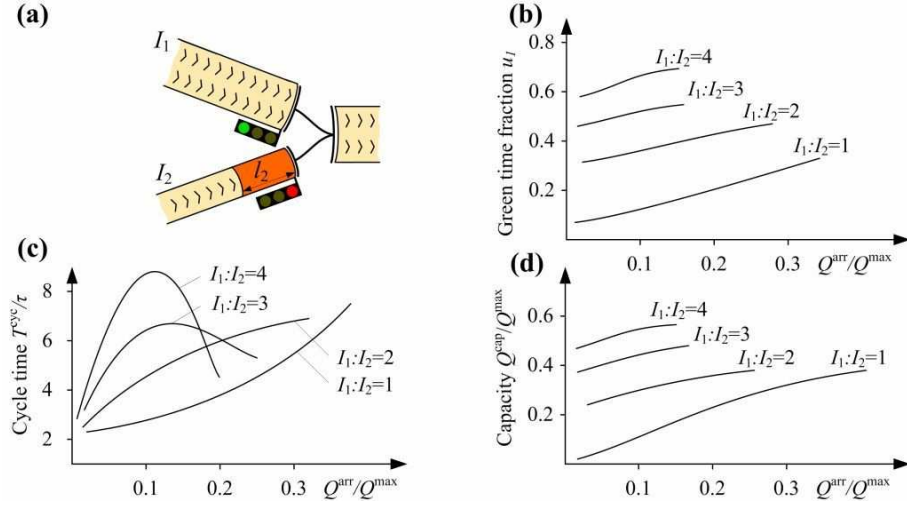 (a)
I₁
I₂
l₂
(b)
Green time fraction u₁
0.8
0.6
0.4
0.2
I₁:I₂=4
I₁:I₂=3
I₁:I₂=2
I₁:I₂=1
0.1 0.2 0.3 Qᵃʳʳ/Qᵐᵃˣ
(c)
Cycle time Tᶜʸᶜ/τ
8
6
4
2
I₁:I₂=4
I₁:I₂=3
I₁:I₂=2
I₁:I₂=1
0.1 0.2 0.3 Qᵃʳʳ/Qᵐᵃˣ
(d)
Capacity Qᶜᵃᵖ/Qᵐᵃˣ
0.6
0.4
0.2
I₁:I₂=4
I₁:I₂=3
I₁:I₂=2 I₁:I₂=1
0.1 0.2 0.3 Qᵃʳʳ/Qᵐᵃˣ